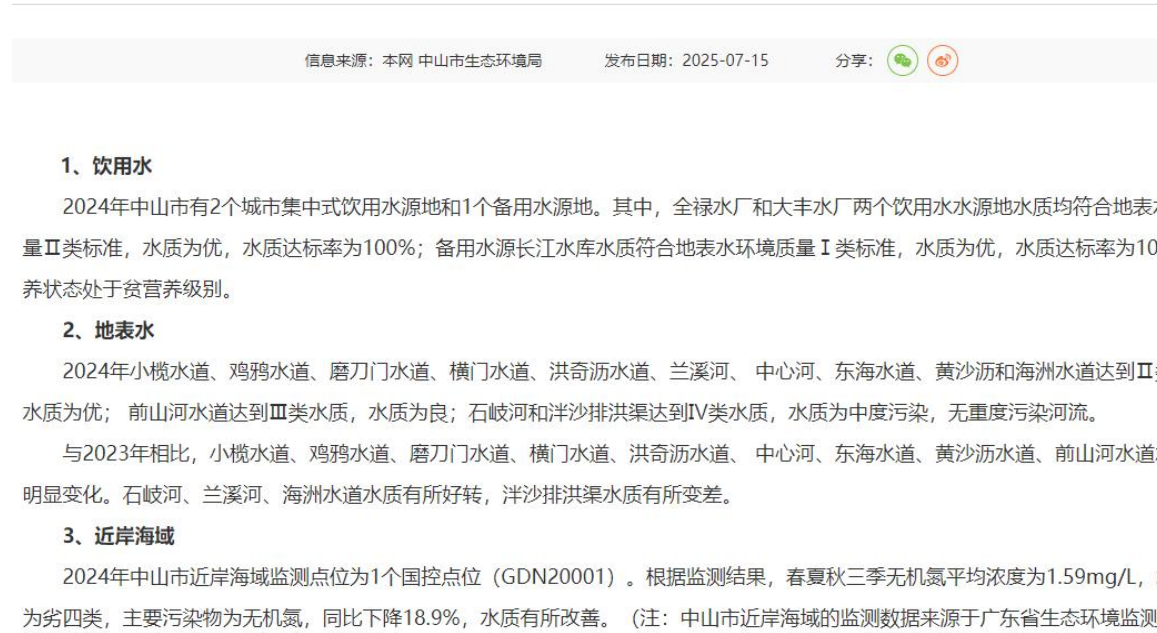 信息来源：本网 中山市生态环境局 发布日期：2025-07-15 分享：
1、饮用水
2024年中山市有2个城市集中式饮用水源地和1个备用水源地。其中，全禄水厂和大丰水厂两个饮用水水源地水质均符合地表
量Ⅱ类标准，水质为优，水质达标率为100%；备用水源长江水库水质符合地表水环境质量Ⅰ类标准，水质为优，水质达标率为10
养状态处于贫营养级别。
2、地表水
2024年小榄水道、鸡鸦水道、磨刀门水道、横门水道、洪奇沥水道、兰溪河、 中心河、东海水道、黄沙沥和海洲水道达到Ⅱ
水质为优； 前山河水道达到Ⅲ类水质，水质为良；石岐河和泮沙排洪渠达到Ⅳ类水质，水质为中度污染，无重度污染河流。
与2023年相比，小榄水道、鸡鸦水道、磨刀门水道、横门水道、洪奇沥水道、 中心河、东海水道、黄沙沥水道、前山河水道
明显变化。石岐河、兰溪河、海洲水道水质有所好转，泮沙排洪渠水质有所变差。
3、近岸海域
2024年中山市近岸海域监测点位为1个国控点位（GDN20001）。根据监测结果，春夏秋三季无机氮平均浓度为1.59mg/L，
为劣四类，主要污染物为无机氮，同比下降18.9%，水质有所改善。（注：中山市近岸海域的监测数据来源于广东省生态环境监测